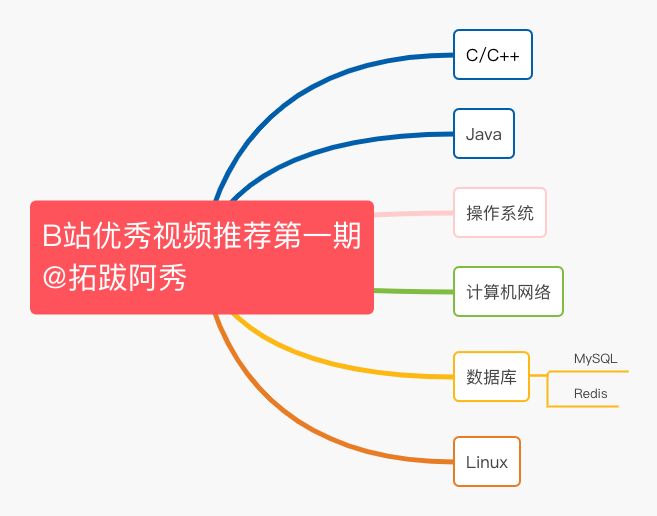 B站优秀视频推荐第一期
@拓跋阿秀
C/C++
Java
操作系统
计算机网络
数据库
MySQL
Redis
Linux